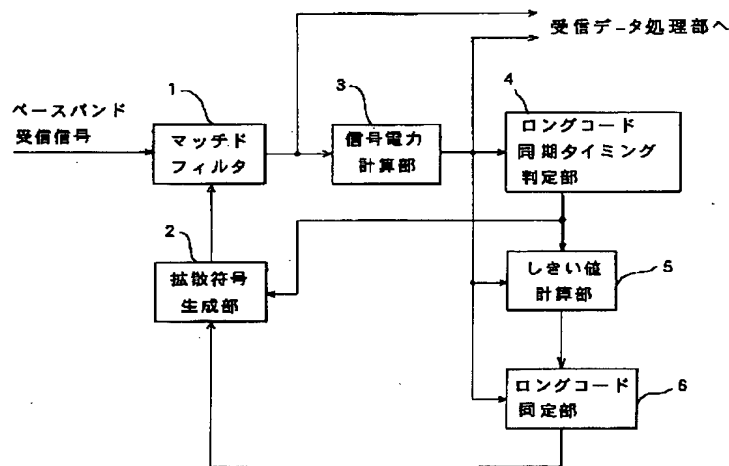 受信データ処理部へ
ベースバンド
受信信号
1
マッチド
フィルタ
3
信号電力
計算部
4
ロングコード
同期タイミング
判定部
2
拡散符号
生成部
しきい値
計算部
5
ロングコード
同定部
6